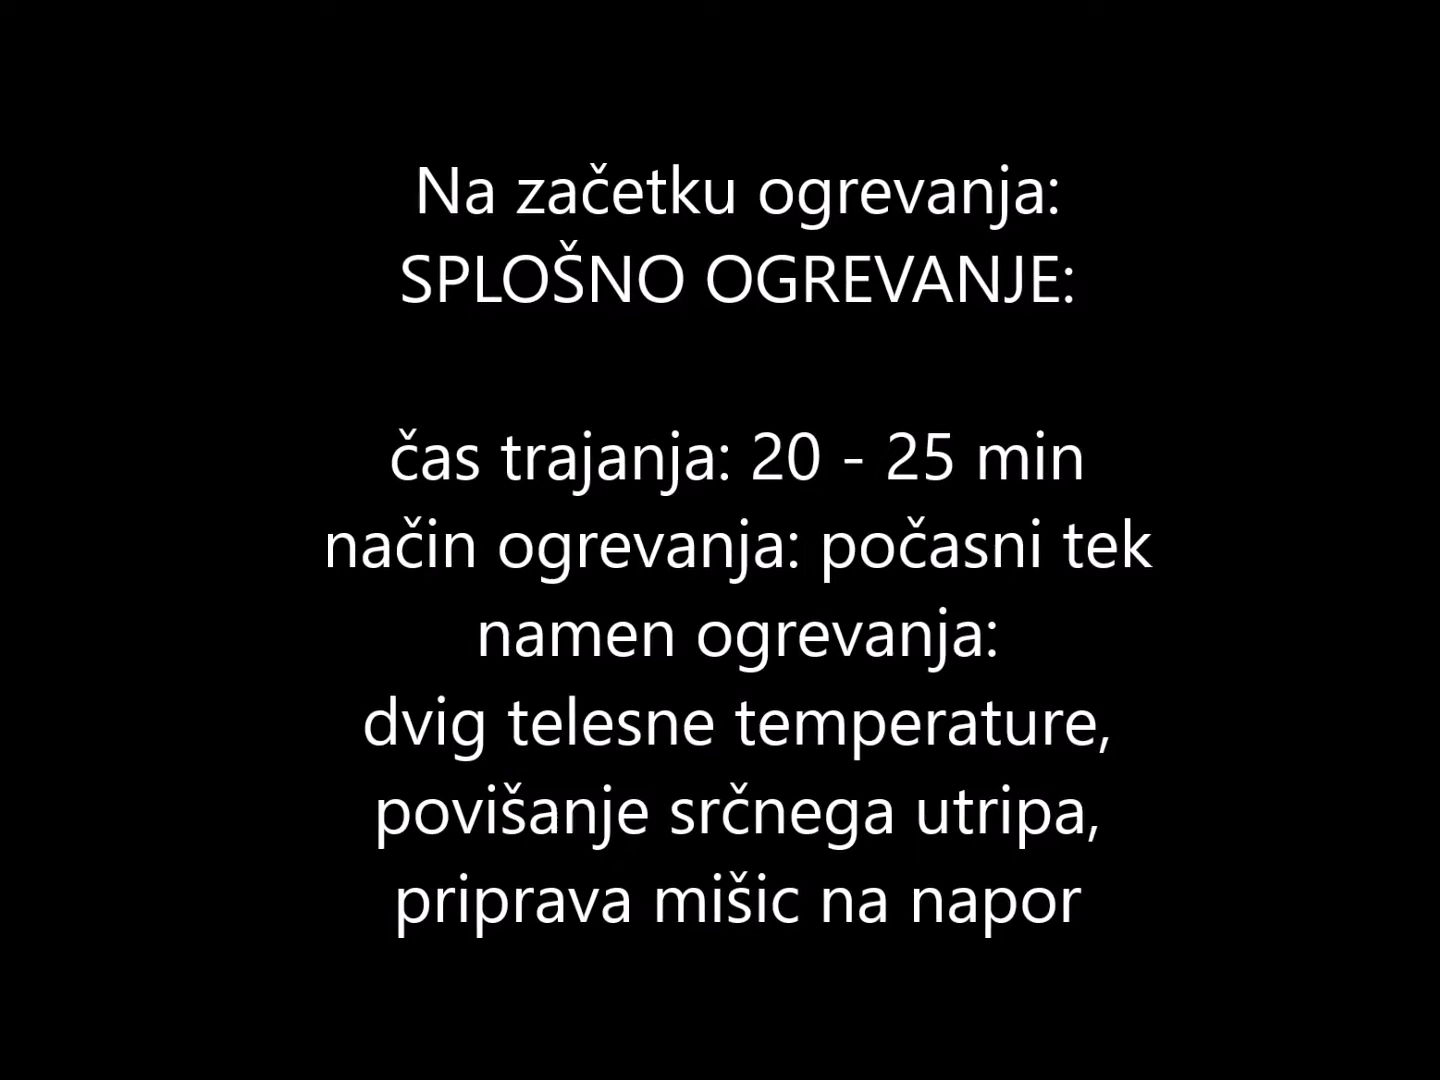 Na začetku ogrevanja:
SPLOŠNO OGREVANJE:
čas trajanja: 20 - 25 min
način ogrevanja: počasni tek
namen ogrevanja:
dvig telesne temperature,
povišanje srčnega utripa,
priprava mišic na napor